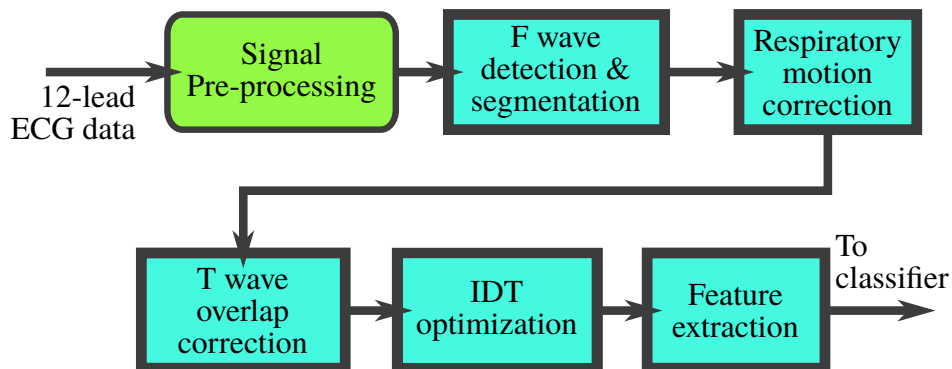 12-lead
ECG data
Signal
Pre-processing
F wave
detection &
segmentation
Respiratory
motion
correction
T wave
overlap
correction
IDT
optimization
Feature
extraction
To
classifier